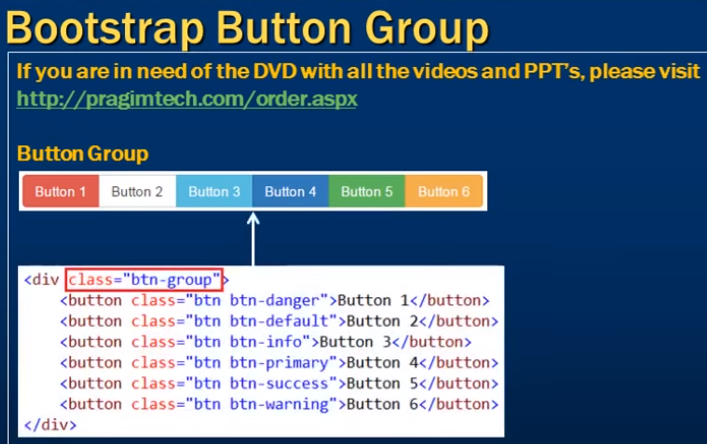 Bootstrap Button Group
If you are in need of the DVD with all the videos and PPT's, please visit
http://pragimtech.com/order.aspx
Button Group
Button 1 Button 2 Button 3 Button 4 Button 5 Button 6
<div class="btn-group">
<button class="btn btn-danger">Button 1</button>
<button class="btn btn-default">Button 2</button>
<button class="btn btn-info">Button 3</button>
<button class="btn btn-primary">Button 4</button>
<button class="btn btn-success">Button 5</button>
<button class="btn btn-warning">Button 6</button>
</div>